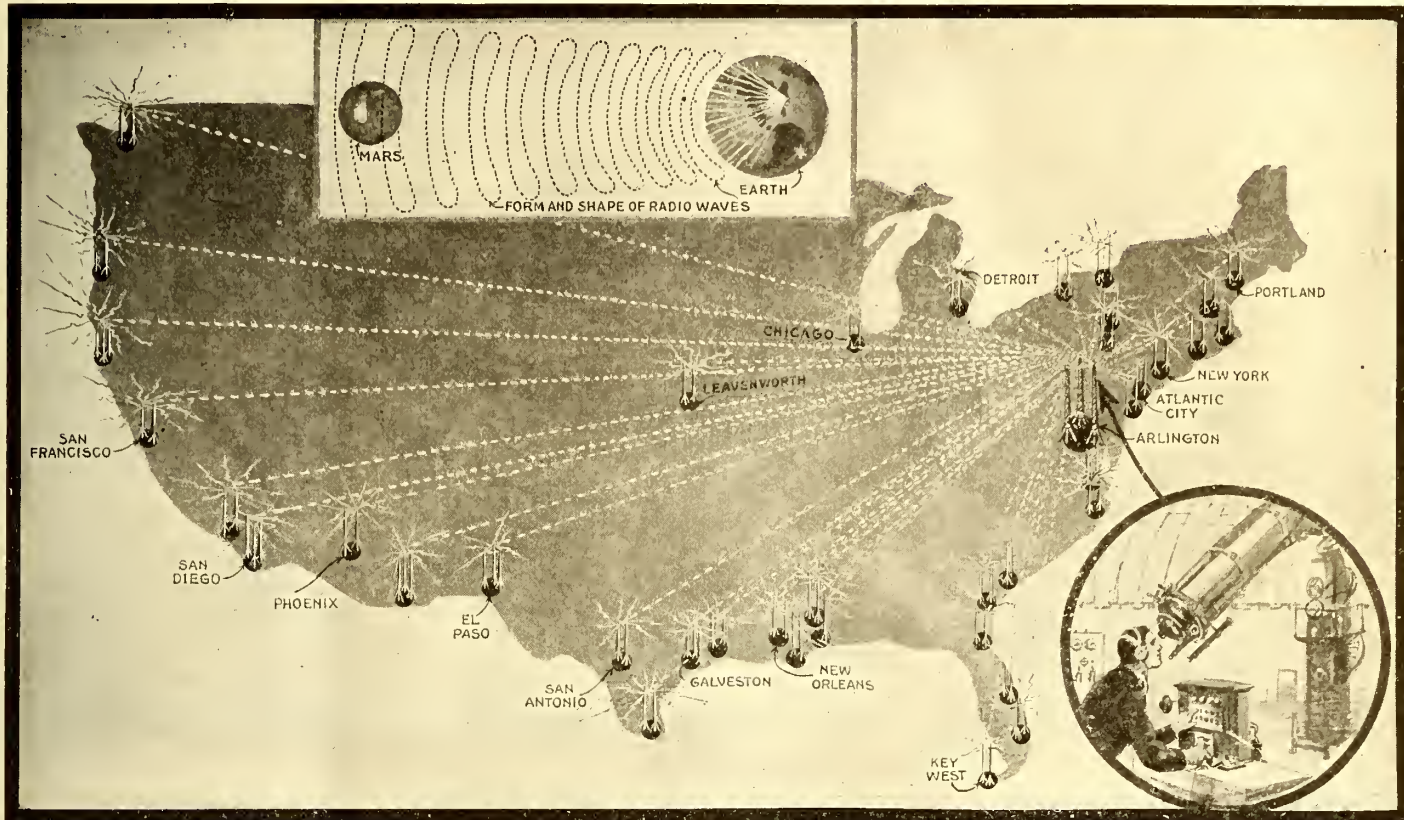 MARS
EARTH
FORM AND SHAPE OF RADIO WAVES
DETROIT
PORTLAND
CHICAGO
LEAVENWORTH
NEW YORK
ATLANTIC
CITY
ARLINGTON
SAN
FRANCISCO
SAN
DIEGO
PHOENIX
EL
PASO
SAN
ANTONIO
GALVESTON
NEW
ORLEANS
KEY
WEST